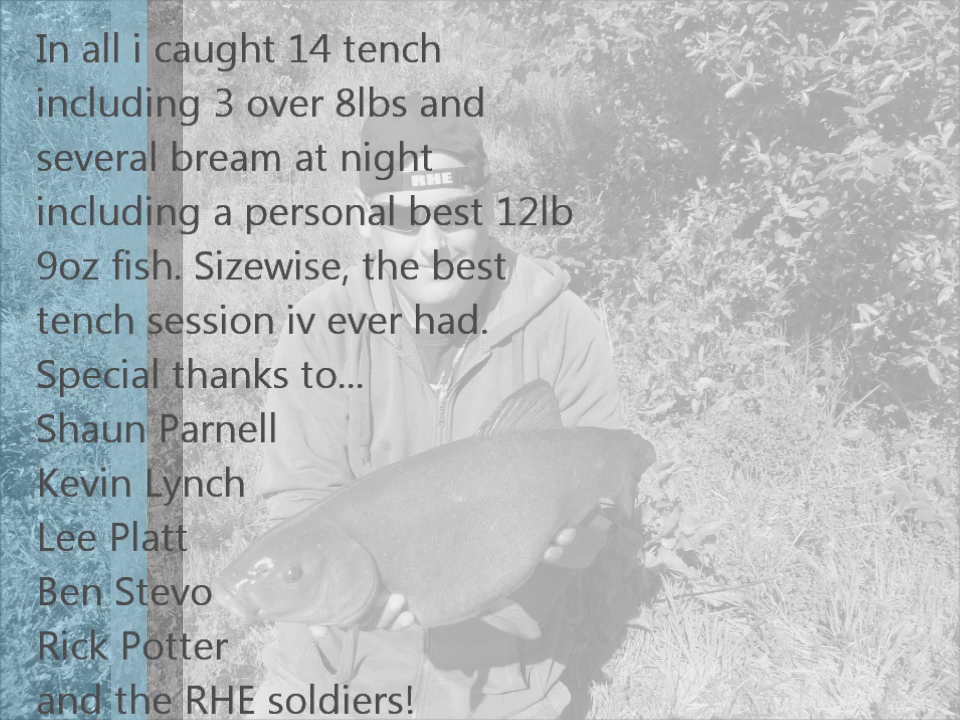 In all i caught 14 tench
including 3 over 8lbs and
several bream at night
including a personal best 12lb
9oz fish. Sizewise, the best
tench session iv ever had.
Special thanks to...
Shaun Parnell
Kevin Lynch
Lee Platt
Ben Stevo
Rick Potter
and the RHE soldiers!
RHE